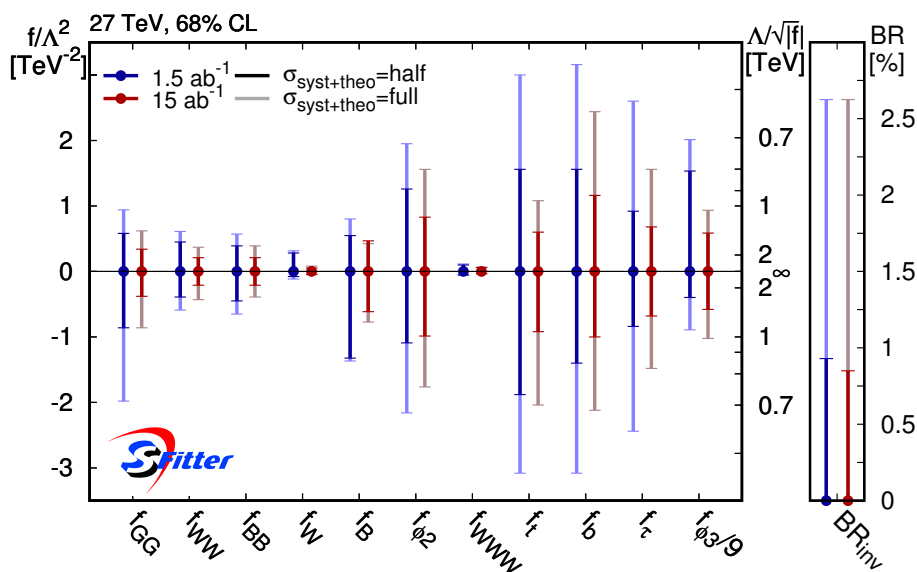 27 TeV, 68% CL
f/Λ² [TeV⁻²]
1.5 ab⁻¹
15 ab⁻¹
σsyst+theo=half
σsyst+theo=full
2
1
0
-1
-2
-3
Λ/√|f| [TeV]
0.7
1
2
∞
2
1
0.7
BR [%]
2.5
2
1.5
1
0.5
0
SFitter
fGG
fWW
fBB
fW
fB
fϕ2
fWWW
ft
fb
fτ
fϕ3/9
BRinv